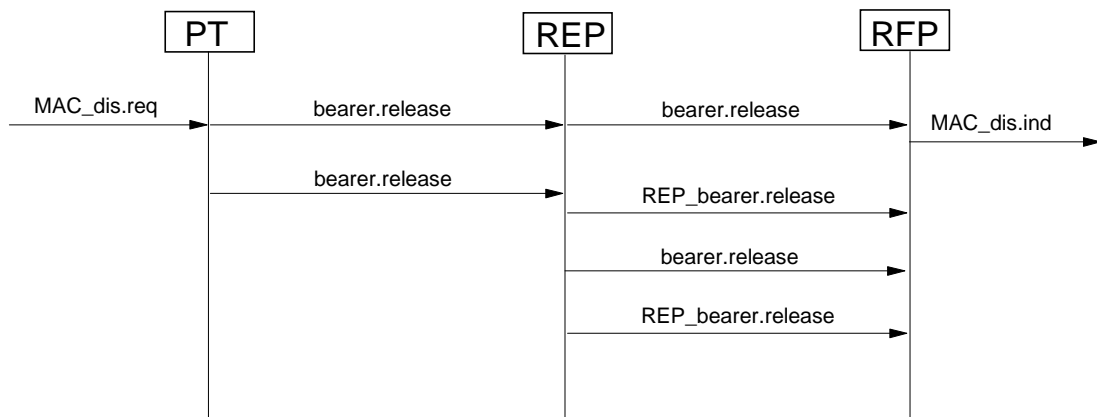 PT
REP
RFP
MAC_dis.req
bearer.release
bearer.release
MAC_dis.ind
bearer.release
REP_bearer.release
bearer.release
REP_bearer.release